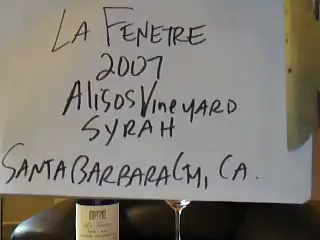 La Fenetre
2007
Alisos Vineyard
Syrah
Santa Barbara Cty, CA.